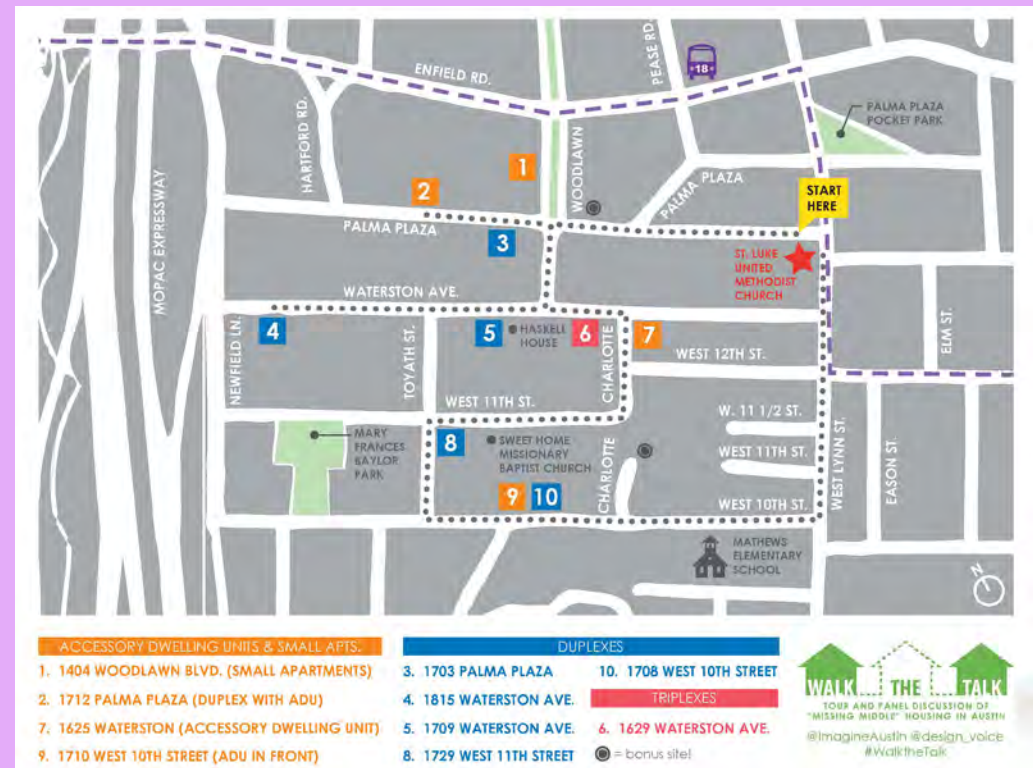 ENFIELD RD.
PEASE RD.
18
HARTFORD RD.
MOPAC EXPRESSWAY
PALMA PLAZA
POCKET PARK
1
WOODLAWN
2
PALMA PLAZA
START
HERE
PALMA PLAZA
3
ST. LUKE
UNITED
METHODIST
CHURCH
WATERSTON AVE.
4
NEWFIELD LN.
TOYATH ST.
5
HASKELL
HOUSE
6
CHARLOTTE
7
WEST 12TH ST.
ELM ST.
WEST 11TH ST.
W. 11 1/2 ST.
MARY
FRANCES
BAYLOR
PARK
8
SWEET HOME
MISSIONARY
BAPTIST CHURCH
CHARLOTTE
WEST 11TH ST.
WEST LYNN ST.
EASON ST.
9
10
WEST 10TH ST.
MATHEWS
ELEMENTARY
SCHOOL
N
ACCESSORY DWELLING UNITS & SMALL APTS.
1. 1404 WOODLAWN BLVD. (SMALL APARTMENTS)
2. 1712 PALMA PLAZA (DUPLEX WITH ADU)
7. 1625 WATERSTON (ACCESSORY DWELLING UNIT)
9. 1710 WEST 10TH STREET (ADU IN FRONT)
DUPLEXES
3. 1703 PALMA PLAZA
4. 1815 WATERSTON AVE.
5. 1709 WATERSTON AVE.
8. 1729 WEST 11TH STREET
10. 1708 WEST 10TH STREET
TRIPLEXES
6. 1629 WATERSTON AVE.
= bonus site!
WALK THE TALK
TOUR AND PANEL DISCUSSION OF
"MISSING MIDDLE" HOUSING IN AUSTIN
@ImagineAustin @design_voice
#WalktheTalk